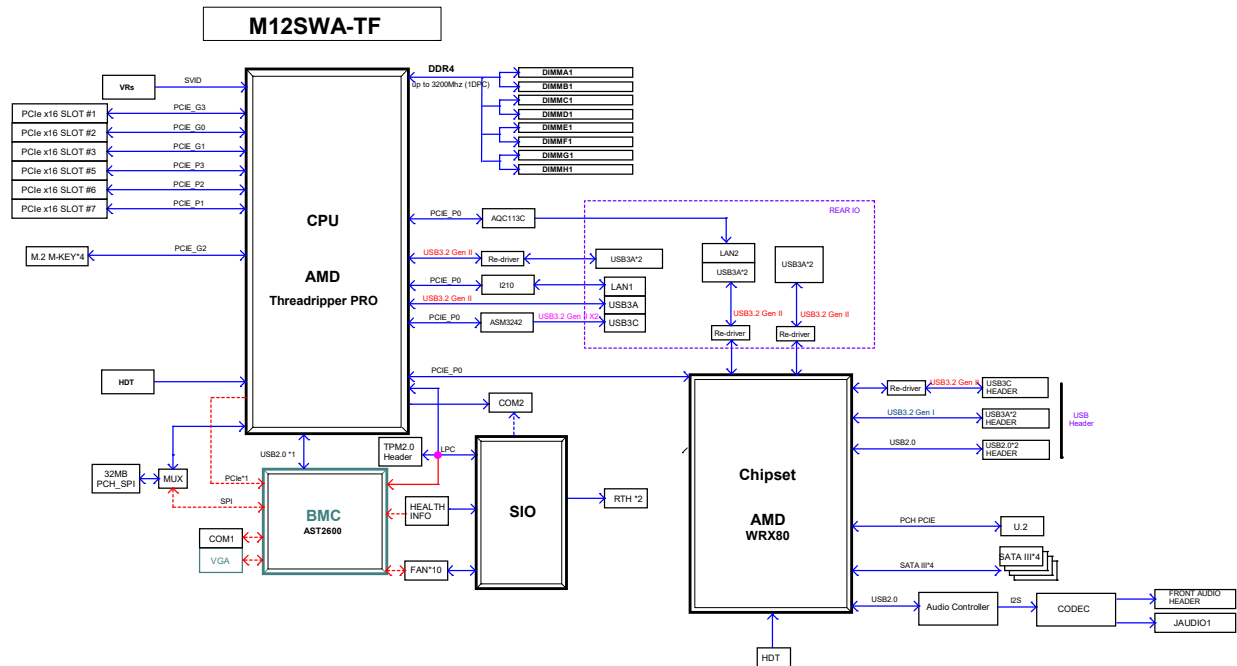 M12SWA-TF
VRs
SVID
PCIe x16 SLOT #1
PCIE_G3
PCIe x16 SLOT #2
PCIE_G0
PCIe x16 SLOT #3
PCIE_G1
PCIe x16 SLOT #5
PCIE_P3
PCIe x16 SLOT #6
PCIE_P2
PCIe x16 SLOT #7
PCIE_P1
M.2 M-KEY*4
PCIE_G2
HDT
CPU
AMD
Threadripper PRO
DDR4
up to 3200Mhz (1DPC)
DIMMA1
DIMMB1
DIMMC1
DIMMD1
DIMME1
DIMMF1
DIMMG1
DIMMH1
REAR IO
PCIE_P0
AQC113C
USB3.2 Gen II
Re-driver
USB3A*2
PCIE_P0
I210
LAN1
USB3.2 Gen II
USB3A
PCIE_P0
ASM3242
USB3.2 Gen II X2
USB3C
LAN2
USB3A*2
USB3A*2
USB3.2 Gen II
USB3.2 Gen II
Re-driver
Re-driver
PCIE_P0
COM2
TPM2.0
Header
LPC
USB2.0 *1
32MB
PCH_SPI
MUX
PCIe*1
SPI
BMC
AST2600
COM1
VGA
HEALTH
INFO
FAN*10
SIO
RTH *2
Chipset
AMD
WRX80
HDT
Re-driver
USB3.2 Gen II
USB3C
HEADER
USB3.2 Gen I
USB3A*2
HEADER
USB2.0
USB2.0*2
HEADER
USB
Header
PCH PCIE
U.2
SATA III*4
SATA III*4
USB2.0
Audio Controller
I2S
CODEC
FRONT AUDIO
HEADER
JAUDIO1